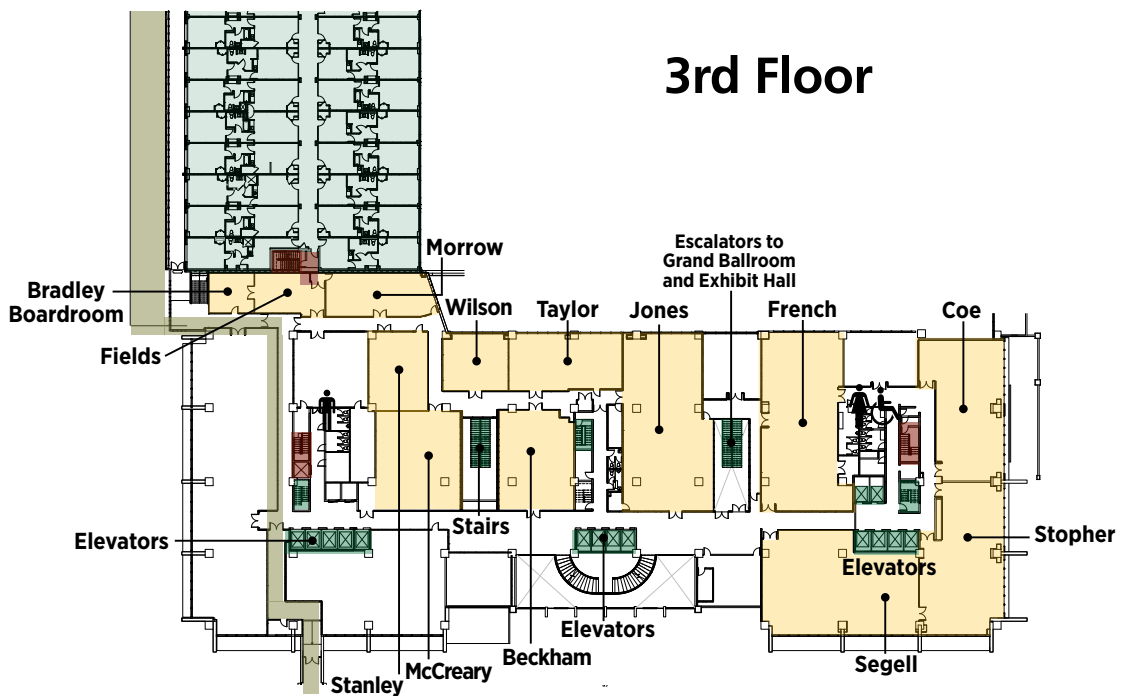 3rd Floor
Escalators to
Grand Ballroom
and Exhibit Hall
Morrow
Bradley
Boardroom
Wilson
Taylor
Jones
French
Coe
Fields
Stairs
Elevators
Stopher
Elevators
Elevators
Beckham
Segell
McCreary
Stanley